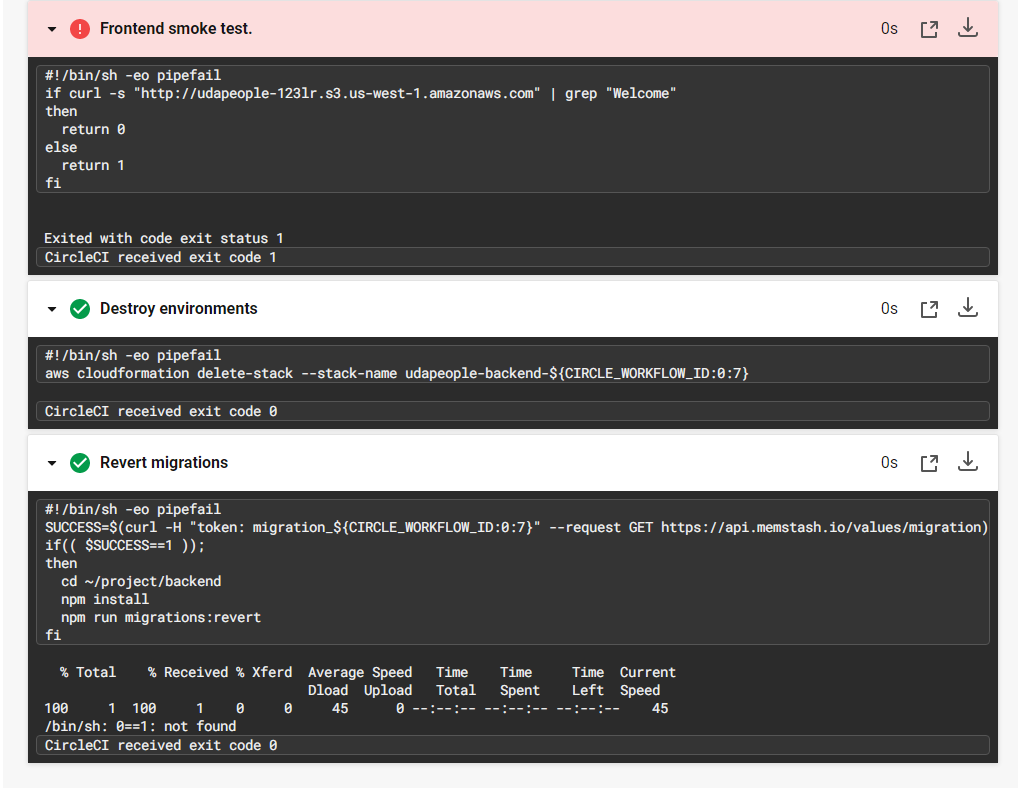 Frontend smoke test. 0s
#!/bin/sh -eo pipefail
if curl -s "http://udapeople-123lr.s3.us-west-1.amazonaws.com" | grep "Welcome"
then
  return 0
else
  return 1
fi
Exited with code exit status 1
CircleCI received exit code 1
Destroy environments 0s
#!/bin/sh -eo pipefail
aws cloudformation delete-stack --stack-name udapeople-backend-${CIRCLE_WORKFLOW_ID:0:7}
CircleCI received exit code 0
Revert migrations 0s
#!/bin/sh -eo pipefail
SUCCESS=$(curl -H "token: migration_${CIRCLE_WORKFLOW_ID:0:7}" --request GET https://api.memstash.io/values/migration)
if(( $SUCCESS==1 ));
then
  cd ~/project/backend
  npm install
  npm run migrations:revert
fi
  % Total    % Received % Xferd  Average Speed   Time    Time     Time  Current
                                 Dload  Upload   Total   Spent    Left  Speed
100     1  100     1    0     0     45      0 --:--:-- --:--:-- --:--:--    45
/bin/sh: 0==1: not found
CircleCI received exit code 0